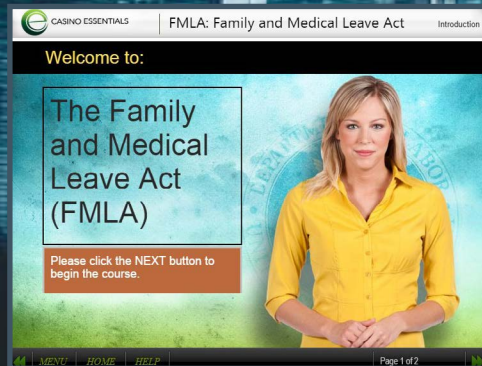 CASINO ESSENTIALS
FMLA: Family and Medical Leave Act
Introduction
Welcome to:
The Family
and Medical
Leave Act
(FMLA)
Please click the NEXT button to
begin the course.
MENU
HOME
HELP
Page 1 of 2